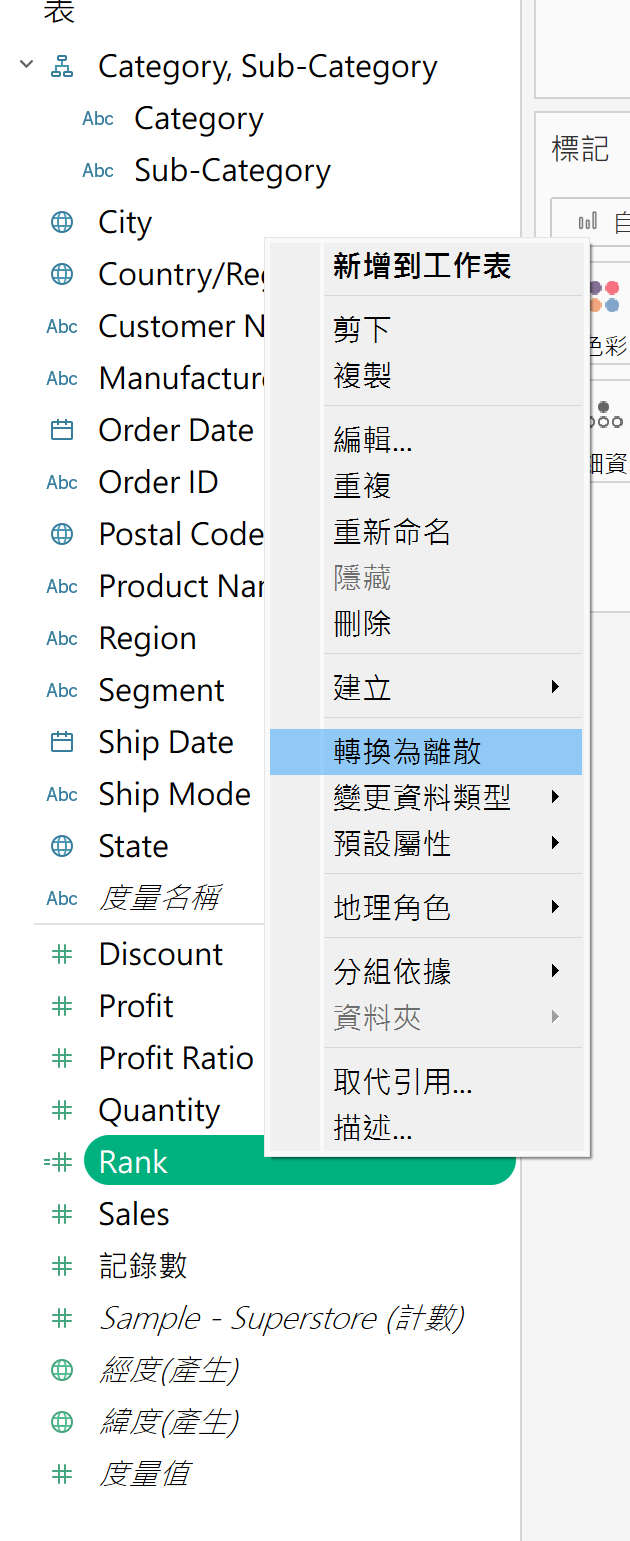 表
Category, Sub-Category
Abc Category
Abc Sub-Category
City
Country/Re
Abc Customer N
Abc Manufactur
Order Date
Abc Order ID
Postal Code
Abc Product Na
Abc Region
Abc Segment
Ship Date
Abc Ship Mode
State
Abc 度量名稱
Discount
Profit
Profit Ratio
Quantity
=# Rank
Sales
記錄數
Sample - Superstore (計數)
經度(產生)
緯度(產生)
度量值
新增到工作表
剪下
複製
編輯...
重複
重新命名
隱藏
刪除
建立
轉換為離散
變更資料類型
預設屬性
地理角色
分組依據
資料夾
取代引用...
描述...
標記
自
色彩
細資